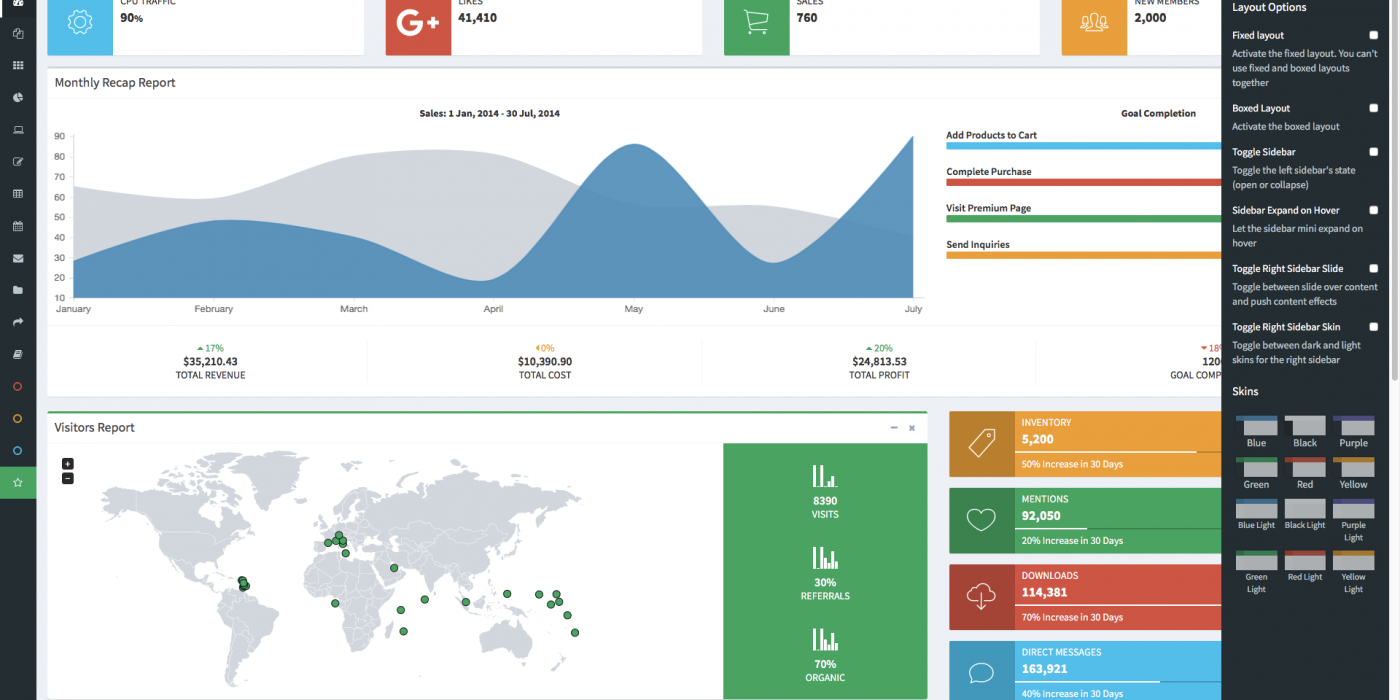 CPU TRAFFIC
90%
LIKES
41,410
SALES
760
NEW MEMBERS
2,000
Monthly Recap Report
Sales: 1 Jan, 2014 - 30 Jul, 2014
90
80
70
60
50
40
30
20
10
January February March April May June July
Goal Completion
Add Products to Cart
Complete Purchase
Visit Premium Page
Send Inquiries
17%
$35,210.43
TOTAL REVENUE
0%
$10,390.90
TOTAL COST
20%
$24,813.53
TOTAL PROFIT
18%
120
GOAL COMP
Visitors Report
+
−
8390
VISITS
30%
REFERRALS
70%
ORGANIC
INVENTORY
5,200
50% Increase in 30 Days
MENTIONS
92,050
20% Increase in 30 Days
DOWNLOADS
114,381
70% Increase in 30 Days
DIRECT MESSAGES
163,921
40% Increase in 30 Days
Layout Options
Fixed layout
Activate the fixed layout. You can't
use fixed and boxed layouts
together
Boxed Layout
Activate the boxed layout
Toggle Sidebar
Toggle the left sidebar's state
(open or collapse)
Sidebar Expand on Hover
Let the sidebar mini expand on
hover
Toggle Right Sidebar Slide
Toggle between slide over content
and push content effects
Toggle Right Sidebar Skin
Toggle between dark and light
skins for the right sidebar
Skins
Blue Black Purple
Green Red Yellow
Blue Light Black Light Purple
Light
Green Red Light Yellow
Light Light